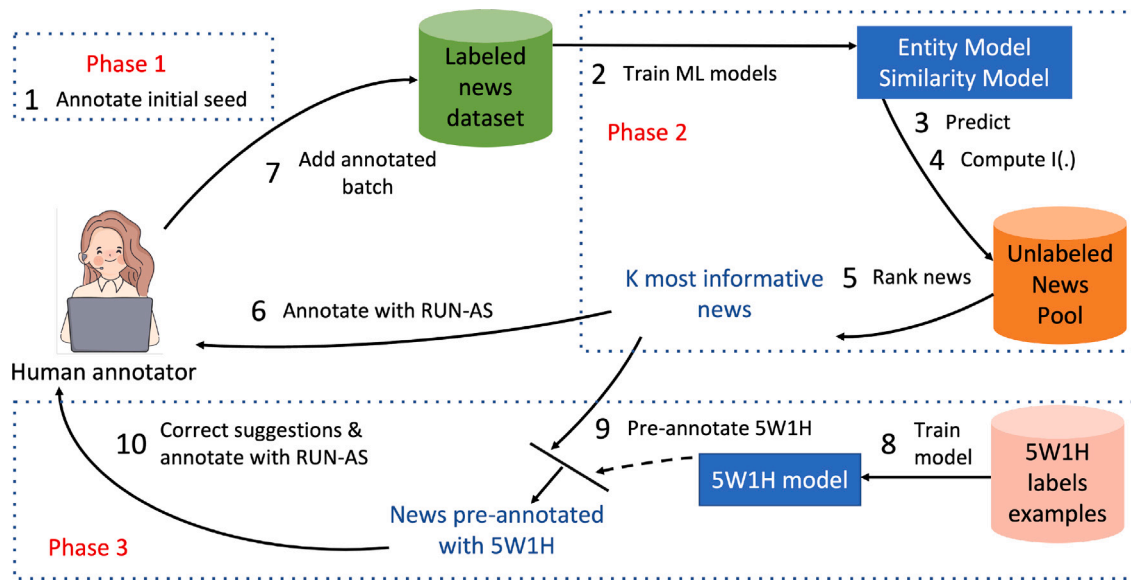 Phase 1
1 Annotate initial seed
Labeled
news
dataset
2 Train ML models
Entity Model
Similarity Model
Phase 2
3 Predict
4 Compute I(.)
7 Add annotated
batch
Unlabeled
News
Pool
5 Rank news
K most informative
news
6 Annotate with RUN-AS
Human annotator
10 Correct suggestions &
annotate with RUN-AS
9 Pre-annotate 5W1H
8 Train
model
5W1H
labels
examples
5W1H model
News pre-annotated
with 5W1H
Phase 3